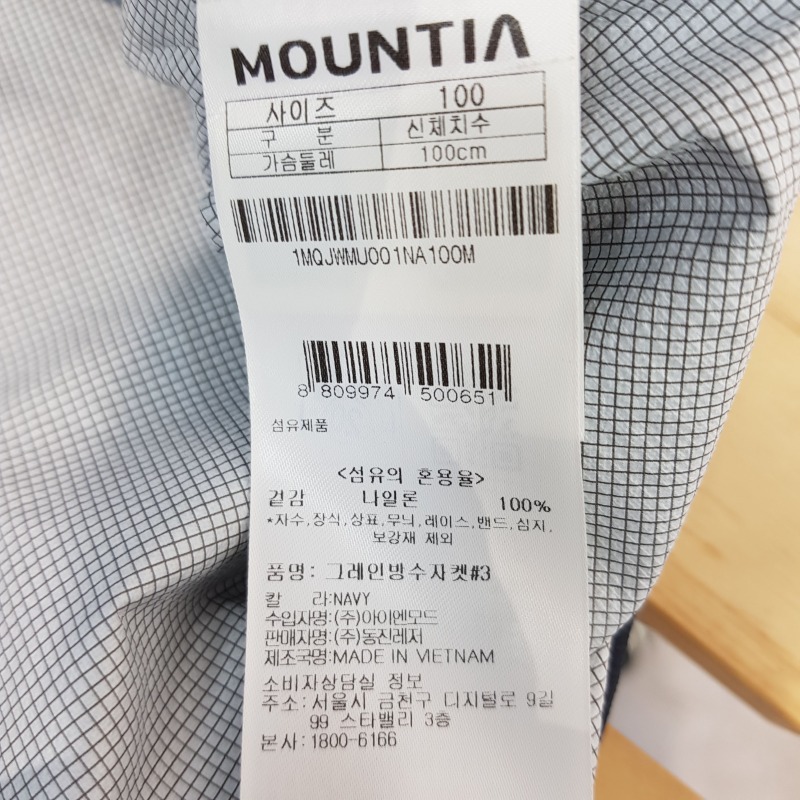 MOUNTIA
사이즈 100
구 분 신체치수
가슴둘레 100cm
1MQJWMU001NA100M
8 809974 500651
섬유제품
<섬유의 혼용율>
겉감 나일론 100%
*자수,장식,상표,무늬,레이스,밴드,심지,
보강재 제외
품명: 그레인방수자켓#3
칼 라:NAVY
수입자명:(주)아이엔모드
판매자명:(주)동진레저
제조국명:MADE IN VIETNAM
소비자상담실 정보
주소:서울시 금천구 디지털로 9길
99 스타밸리 3층
본사:1800-6166